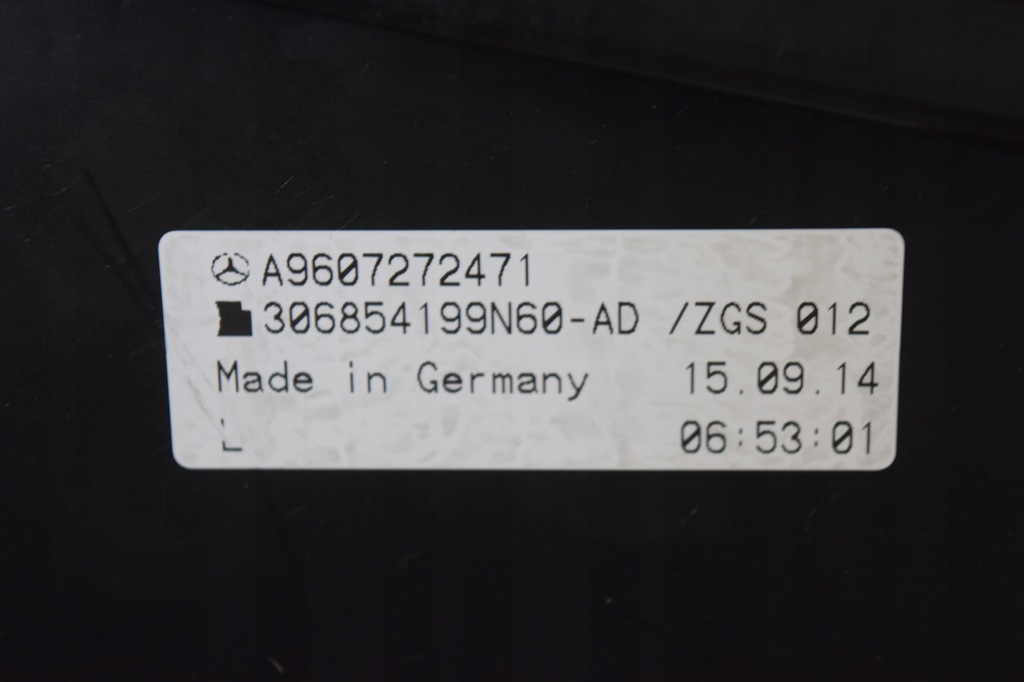 A9607272471
306854199N60-AD /ZGS 012
Made in Germany 15.09.14
L 06:53:01